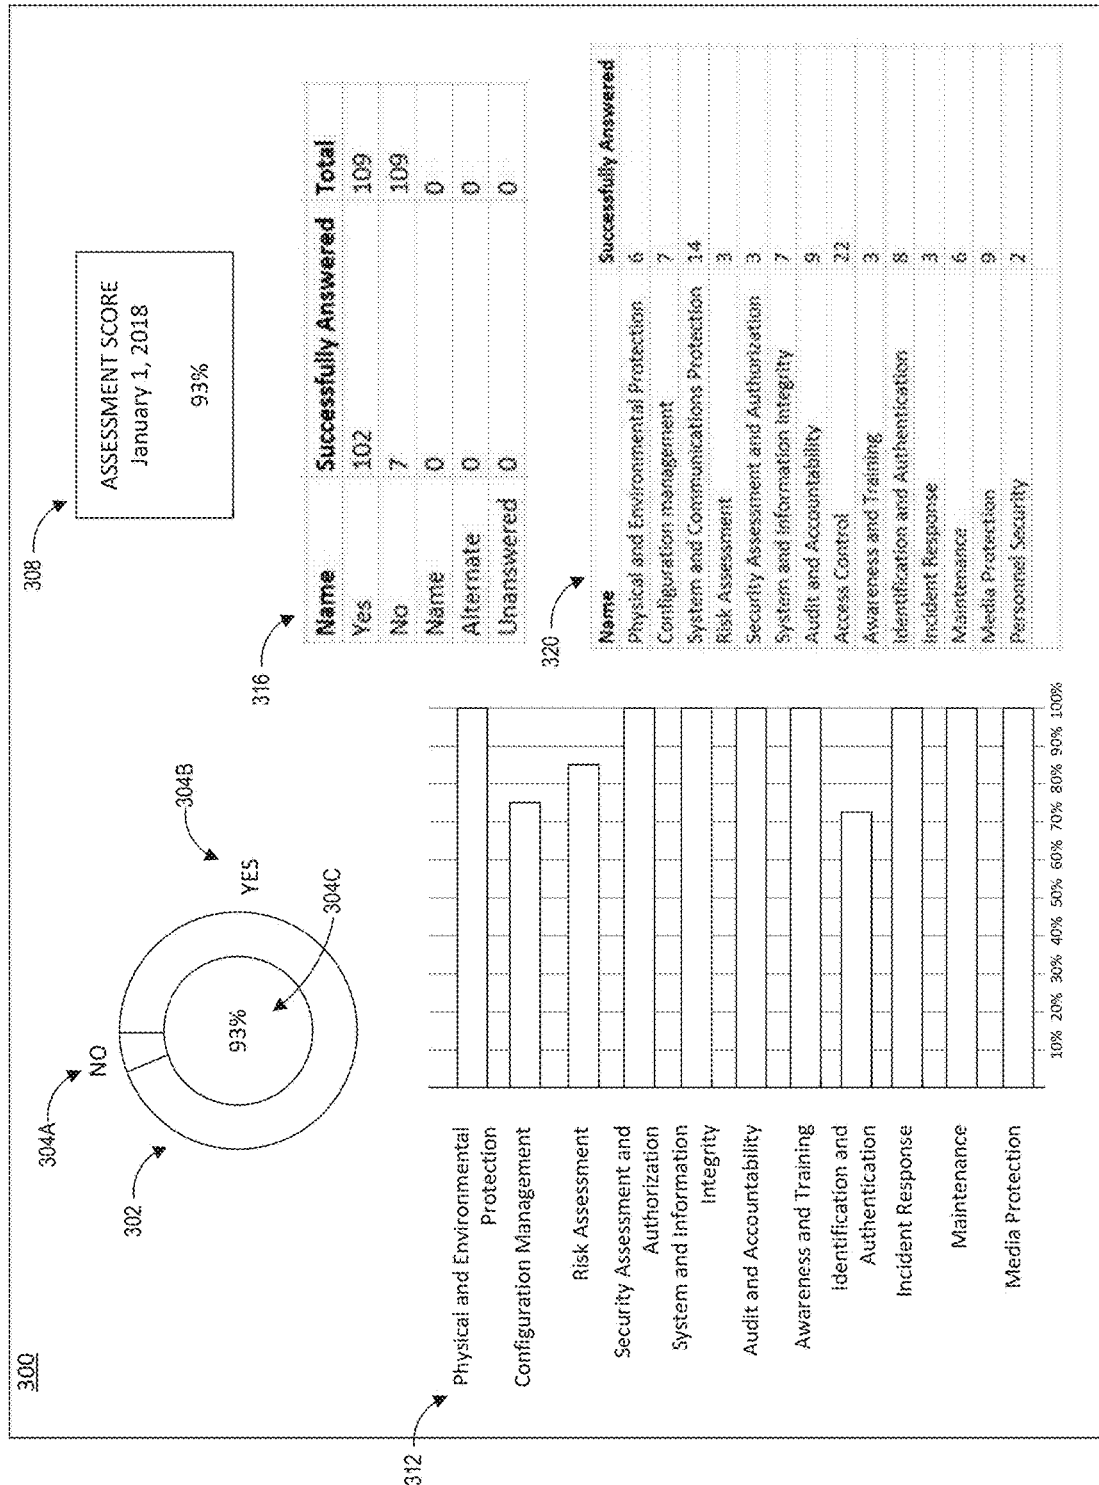 300
302
304A
NO
93%
YES
304B
304C
308
ASSESSMENT SCORE
January 1, 2018
93%
316
Name Successfully Answered Total
Yes 102 109
No 7 109
Name 0 0
Alternate 0 0
Unanswered 0 0
312
Physical and Environmental
Protection
Configuration Management
Risk Assessment
Security Assessment and
Authorization
System and Information
Integrity
Audit and Accountability
Awareness and Training
Identification and
Authentication
Incident Response
Maintenance
Media Protection
10% 20% 30% 40% 50% 60% 70% 80% 90% 100%
320
Name Successfully Answered
Physical and Environmental Protection 6
Configuration management 7
System and Communications Protection 14
Risk Assessment 3
Security Assessment and Authorization 3
System and Information Integrity 7
Audit and Accountability 9
Access Control 22
Awareness and Training 3
Identification and Authentication 8
Incident Response 3
Maintenance 6
Media Protection 9
Personnel Security 2